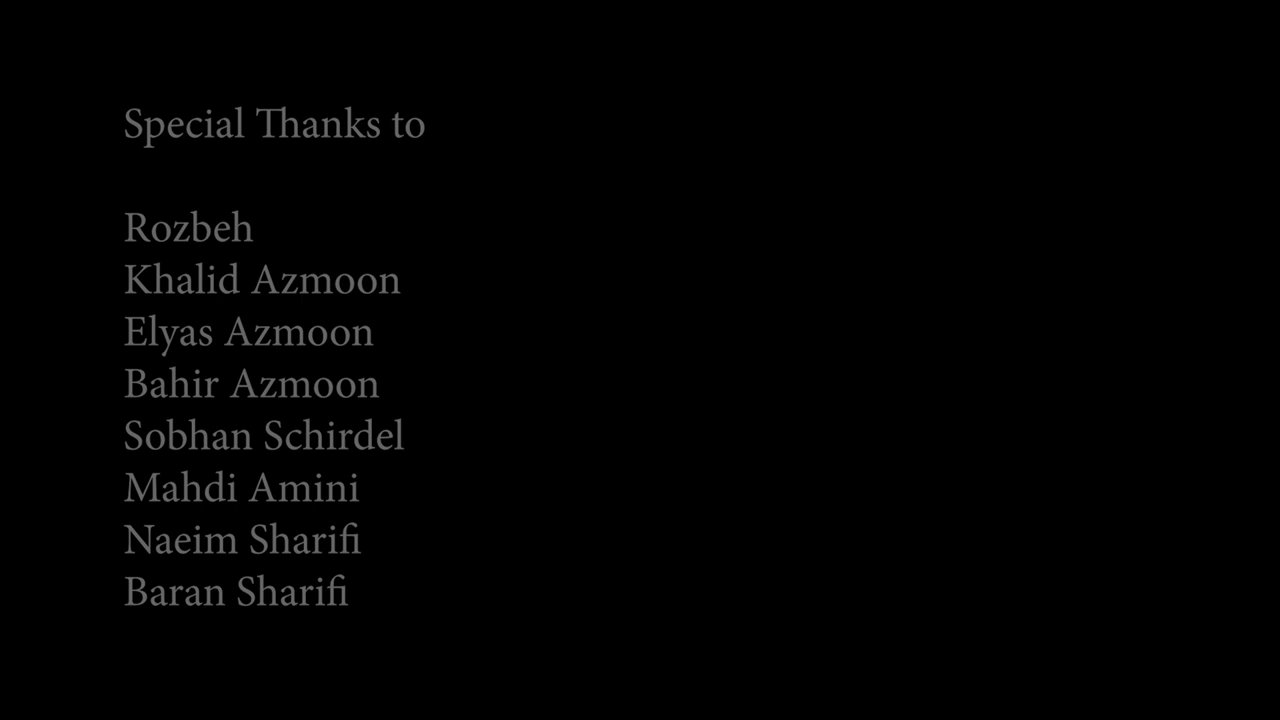 Special Thanks to
Rozbeh
Khalid Azmoon
Elyas Azmoon
Bahir Azmoon
Sobhan Schirdel
Mahdi Amini
Naeim Sharifi
Baran Sharifi